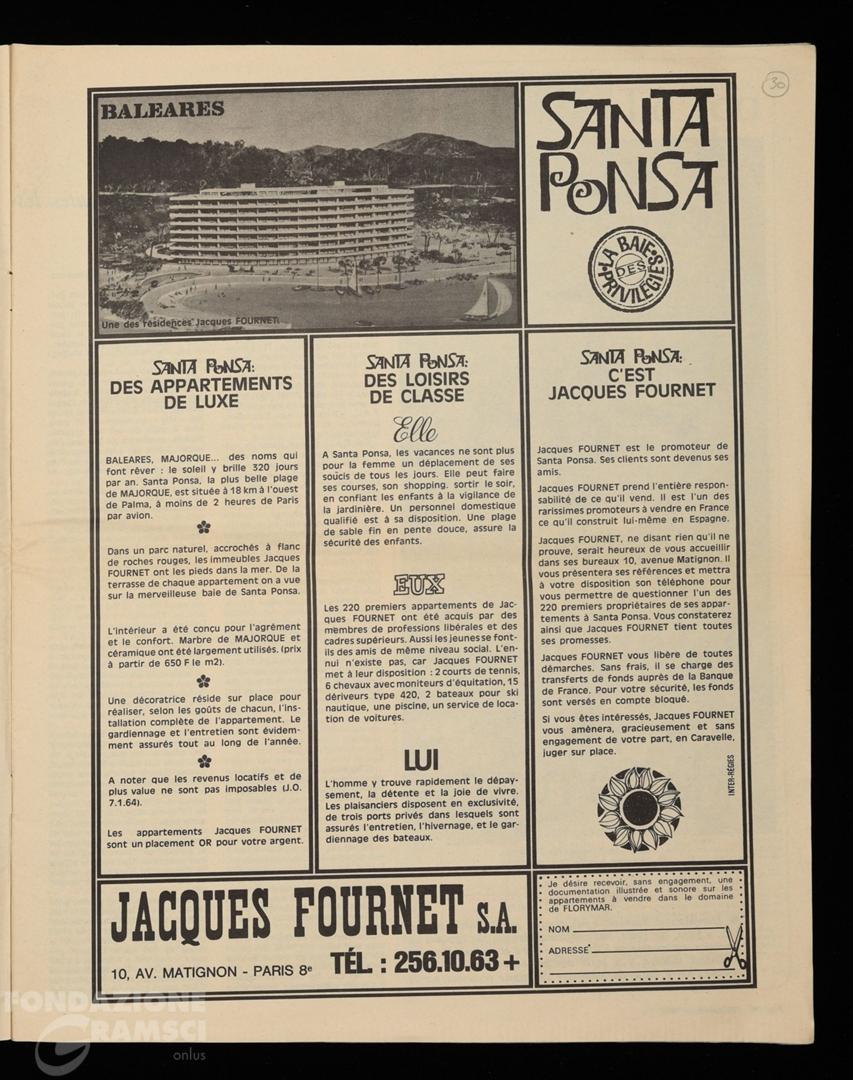 30
BALEARES
Une des résidences Jacques FOURNET.
SANTA
PONSA
LA BAIE
DES
PRIVILEGIES
SANTA PONSA:
DES APPARTEMENTS
DE LUXE
BALEARES, MAJORQUE... des noms qui
font rêver : le soleil y brille 320 jours
par an. Santa Ponsa, la plus belle plage
de MAJORQUE, est située à 18 km à l'ouest
de Palma, à moins de 2 heures de Paris
par avion.
Dans un parc naturel, accrochés à flanc
de roches rouges, les immeubles Jacques
FOURNET ont les pieds dans la mer. De la
terrasse de chaque appartement on a vue
sur la merveilleuse baie de Santa Ponsa.
L'intérieur a été conçu pour l'agrément
et le confort. Marbre de MAJORQUE et
céramique ont été largement utilisés. (prix
à partir de 650 F le m2).
Une décoratrice réside sur place pour
réaliser, selon les goûts de chacun, l'ins-
tallation complète de l'appartement. Le
gardiennage et l'entretien sont évidem-
ment assurés tout au long de l'année.
A noter que les revenus locatifs et de
plus value ne sont pas imposables (J.O.
7.1.64).
Les appartements Jacques FOURNET
sont un placement OR pour votre argent.
SANTA PONSA:
DES LOISIRS
DE CLASSE
Elle
A Santa Ponsa, les vacances ne sont plus
pour la femme un déplacement de ses
soucis de tous les jours. Elle peut faire
ses courses, son shopping. sortir le soir,
en confiant les enfants à la vigilance de
la jardinière. Un personnel domestique
qualifié est à sa disposition. Une plage
de sable fin en pente douce, assure la
sécurité des enfants.
EUX
Les 220 premiers appartements de Jac-
ques FOURNET ont été acquis par des
membres de professions libérales et des
cadres supérieurs. Aussi les jeunes se font-
ils des amis de même niveau social. L'en-
nui n'existe pas, car Jacques FOURNET
met à leur disposition : 2 courts de tennis,
6 chevaux avec moniteurs d'équitation, 15
dériveurs type 420, 2 bateaux pour ski
nautique, une piscine, un service de loca-
tion de voitures.
LUI
L'homme y trouve rapidement le dépay-
sement, la détente et la joie de vivre.
Les plaisanciers disposent en exclusivité,
de trois ports privés dans lesquels sont
assurés l'entretien, l'hivernage, et le gar-
diennage des bateaux.
SANTA PONSA:
C'EST
JACQUES FOURNET
Jacques FOURNET est le promoteur de
Santa Ponsa. Ses clients sont devenus ses
amis.
Jacques FOURNET prend l'entière respon-
sabilité de ce qu'il vend. Il est l'un des
rarissimes promoteurs à vendre en France
ce qu'il construit lui-même en Espagne.
Jacques FOURNET, ne disant rien qu'il ne
prouve, serait heureux de vous accueillir
dans ses bureaux 10, avenue Matignon. Il
vous présentera ses références et mettra
à votre disposition son téléphone pour
vous permettre de questionner l'un des
220 premiers propriétaires de ses appar-
tements à Santa Ponsa. Vous constaterez
ainsi que Jacques FOURNET tient toutes
ses promesses.
Jacques FOURNET vous libère de toutes
démarches. Sans frais, il se charge des
transferts de fonds auprès de la Banque
de France. Pour votre sécurité, les fonds
sont versés en compte bloqué.
Si vous êtes intéressés, Jacques FOURNET
vous amènera, gracieusement et sans
engagement de votre part, en Caravelle,
juger sur place.
INTER-RÉGIES
JACQUES FOURNET S.A.
10, AV. MATIGNON - PARIS 8e TÉL. : 256.10.63 +
Je désire recevoir, sans engagement, une
documentation illustrée et sonore sur les
appartements à vendre dans le domaine
de FLORYMAR.
NOM
ADRESSE
FONDAZIONE
GRAMSCI
onlus